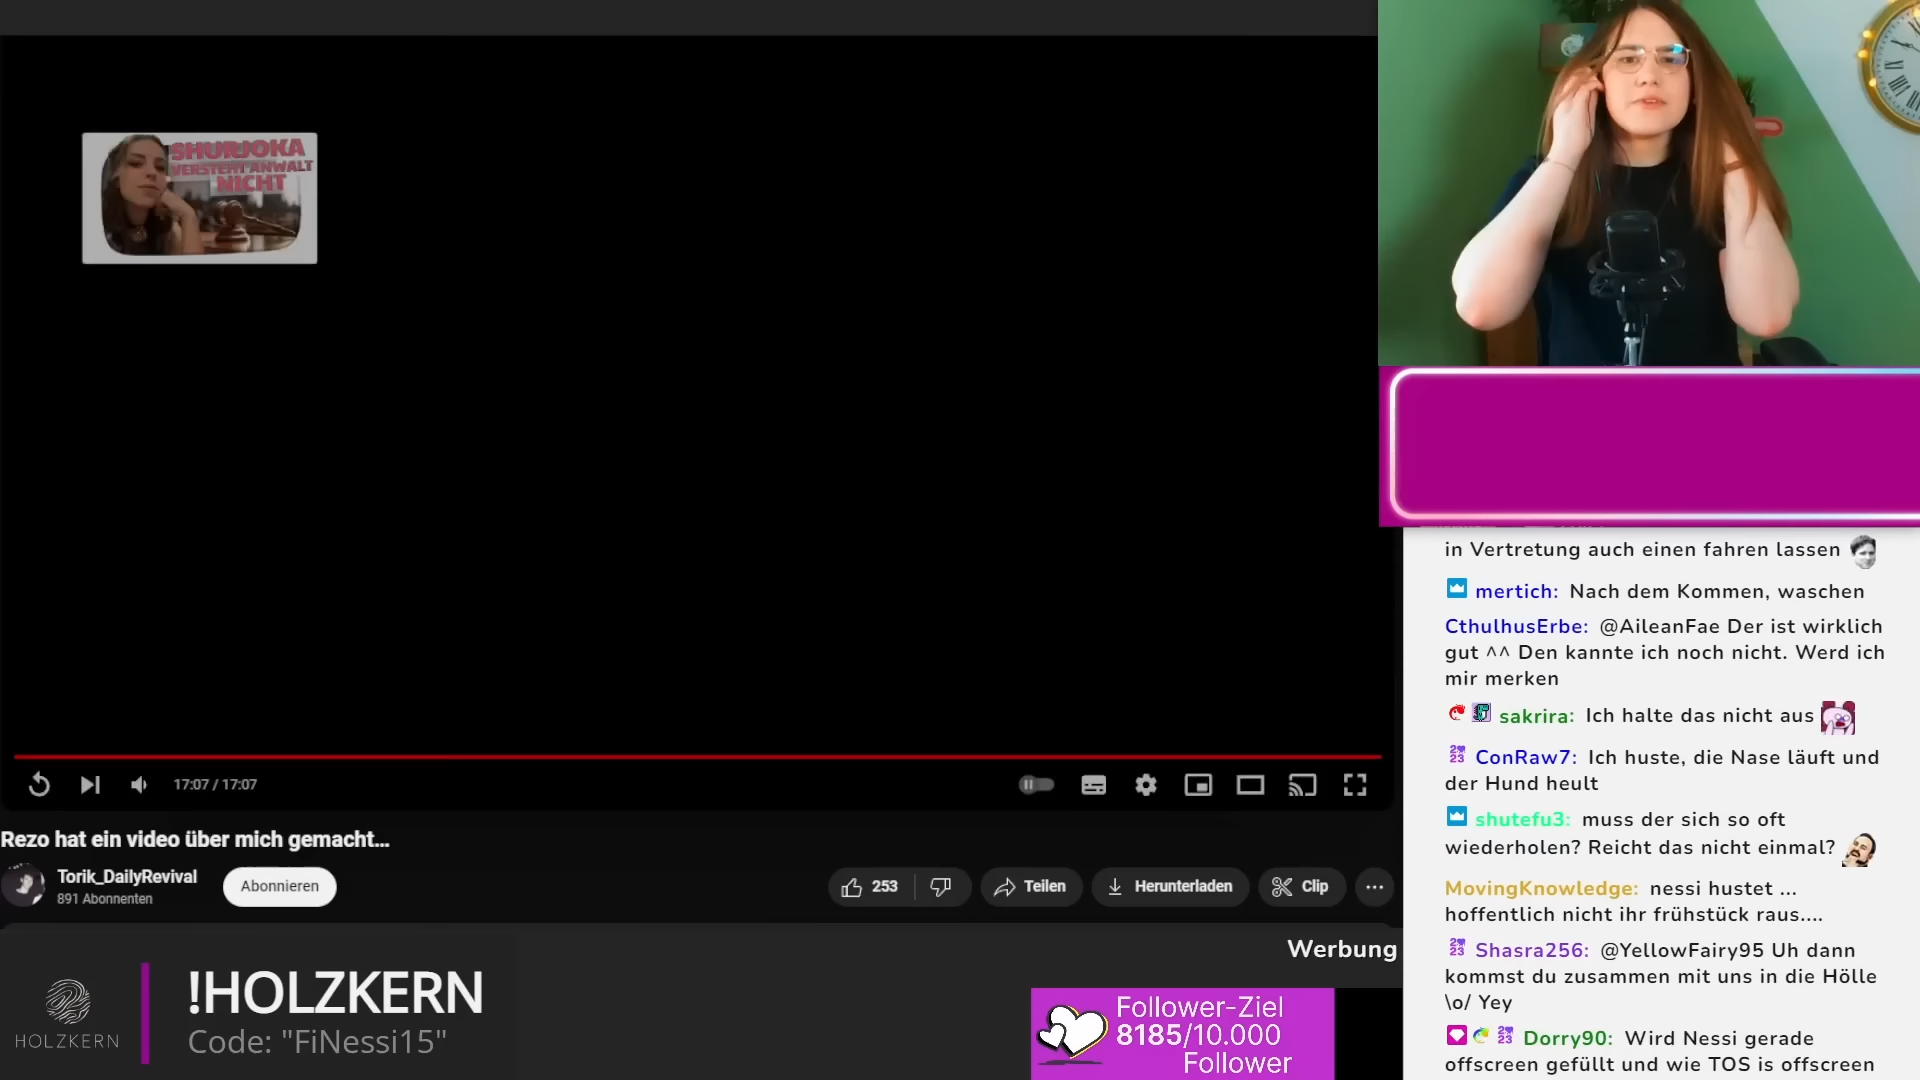 SHURJOKA
VERSTEHT ANWALT
NICHT
17:07 / 17:07
Rezo hat ein video über mich gemacht...
Torik_DailyRevival
891 Abonnenten
Abonnieren
253
Teilen
Herunterladen
Clip
Werbung
HOLZKERN
!HOLZKERN
Code: "FiNessi15"
Follower-Ziel
8185/10.000
Follower
in Vertretung auch einen fahren lassen
mertich: Nach dem Kommen, waschen
CthulhusErbe: @AileanFae Der ist wirklich
gut ^^ Den kannte ich noch nicht. Werd ich
mir merken
sakrira: Ich halte das nicht aus
ConRaw7: Ich huste, die Nase läuft und
der Hund heult
shutefu3: muss der sich so oft
wiederholen? Reicht das nicht einmal?
MovingKnowledge: nessi hustet ...
hoffentlich nicht ihr frühstück raus....
Shasra256: @YellowFairy95 Uh dann
kommst du zusammen mit uns in die Hölle
\o/ Yey
Dorry90: Wird Nessi gerade
offscreen gefüllt und wie TOS is offscreen